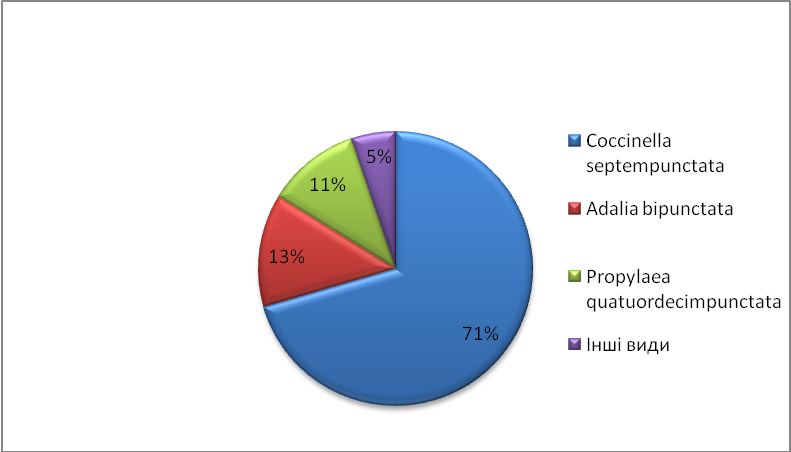 5%
11%
13%
71%
Coccinella
septempunctata
Adalia bipunctata
Propylaea
quatuordecimpunctata
Інші види